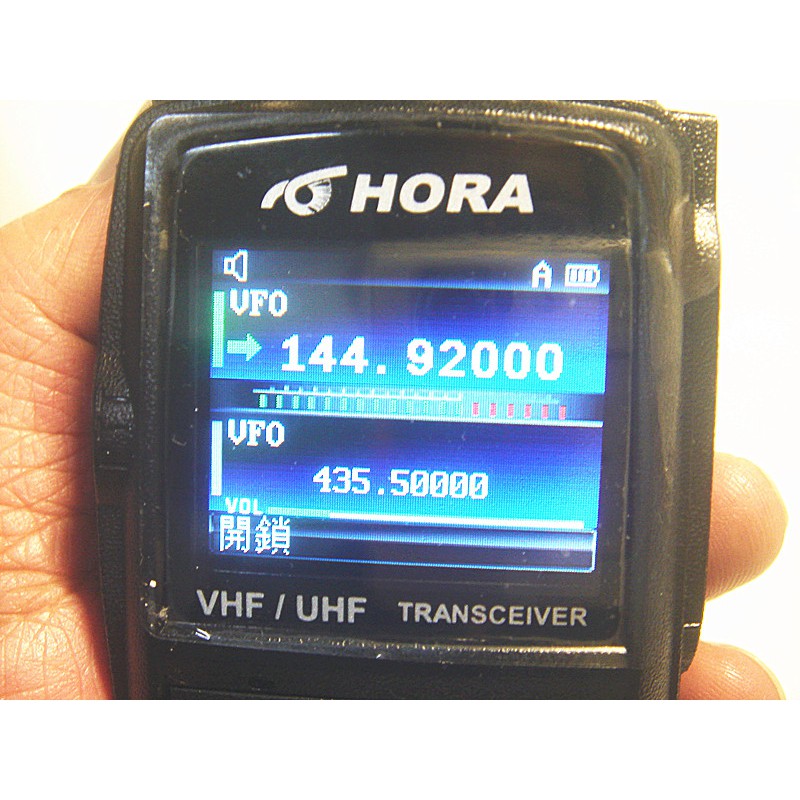 HORA
A
VFO
144.92000
VFO
435.50000
VOL
開鎖
VHF / UHF TRANSCEIVER